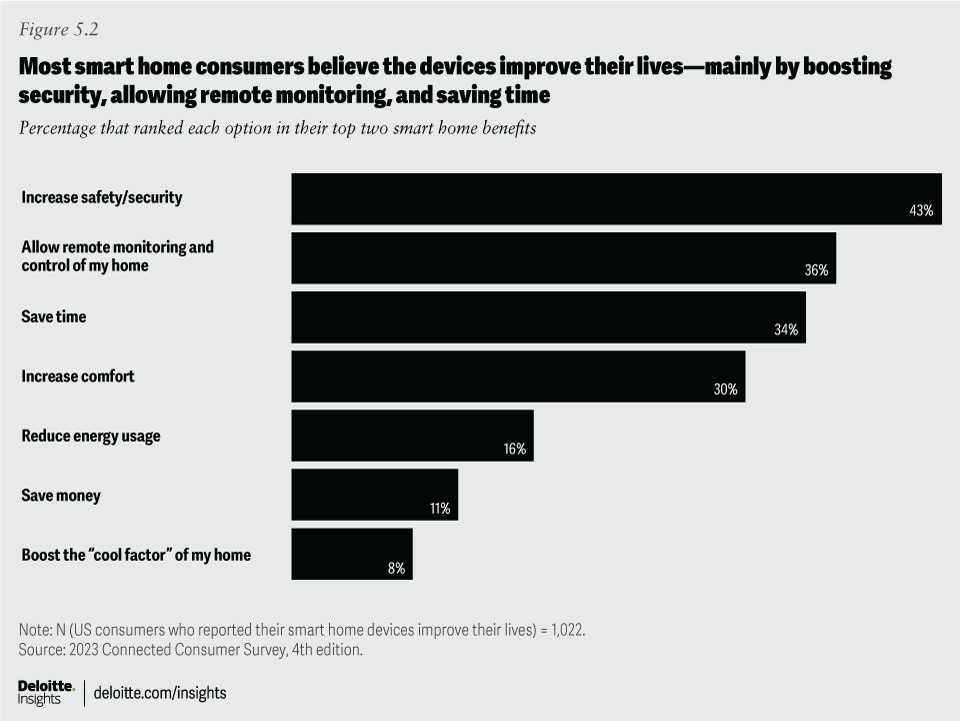 Figure 5.2
Most smart home consumers believe the devices improve their lives—mainly by boosting
security, allowing remote monitoring, and saving time
Percentage that ranked each option in their top two smart home benefits
Increase safety/security
43%
Allow remote monitoring and
control of my home
36%
Save time
34%
Increase comfort
30%
Reduce energy usage
16%
Save money
11%
Boost the “cool factor” of my home
8%
Note: N (US consumers who reported their smart home devices improve their lives) = 1,022.
Source: 2023 Connected Consumer Survey, 4th edition.
Deloitte.
Insights
deloitte.com/insights